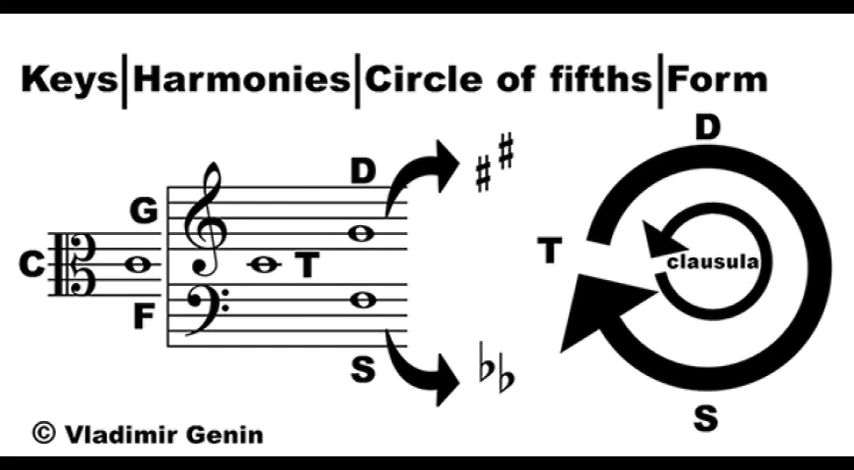 Keys|Harmonies|Circle of fifths|Form
D
D
G
T
C
T
clausula
F
S
S
© Vladimir Genin